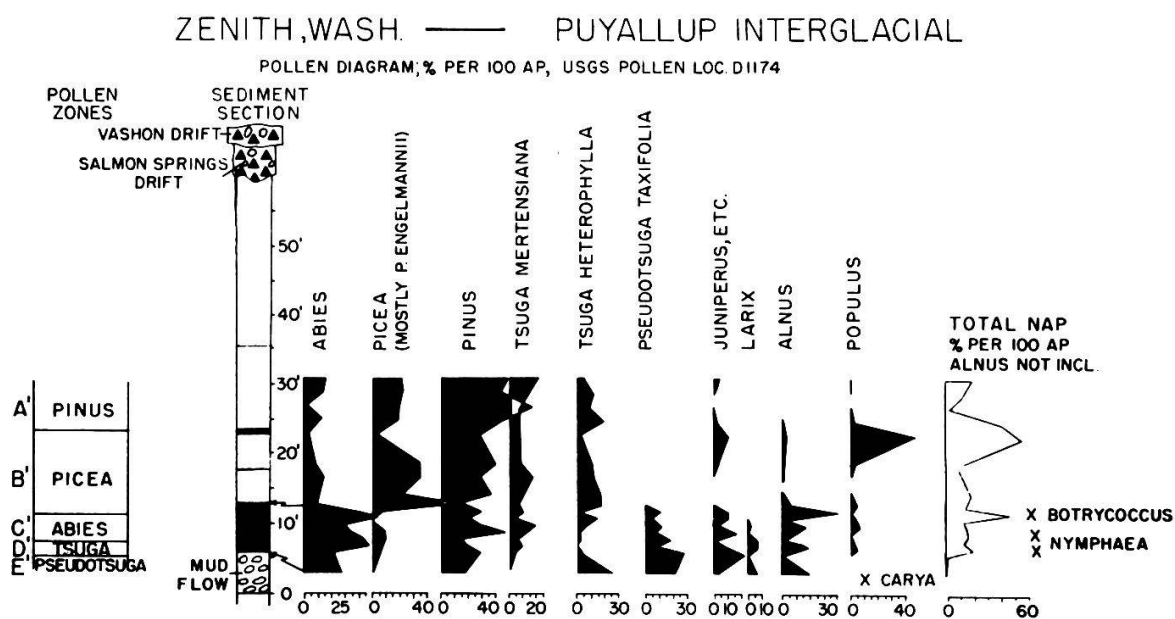 ZENITH, WASH. — PUYALLUP INTERGLACIAL
POLLEN DIAGRAM; % PER 100 AP, USGS POLLEN LOC. D1174
POLLEN
ZONES
SEDIMENT
SECTION
VASHON DRIFT
SALMON SPRINGS
DRIFT
50'
40'
30'
20'
10'
0
A' PINUS
B' PICEA
C' ABIES
D' TSUGA
E' PSEUDOTSUGA
MUD
FLOW
ABIES
PICEA
(MOSTLY P. ENGELMANNII)
PINUS
TSUGA MERTENSIANA
TSUGA HETEROPHYLLA
PSEUDOTSUGA TAXIFOLIA
JUNIPERUS, ETC.
LARIX
ALNUS
POPULUS
TOTAL NAP
% PER 100 AP
ALNUS NOT INCL.
X BOTRYCOCCUS
X
X NYMPHAEA
X CARYA
0 25 0 40 0 40 0 20 0 30 0 30 0 10 0 10 0 30 0 40 0 60